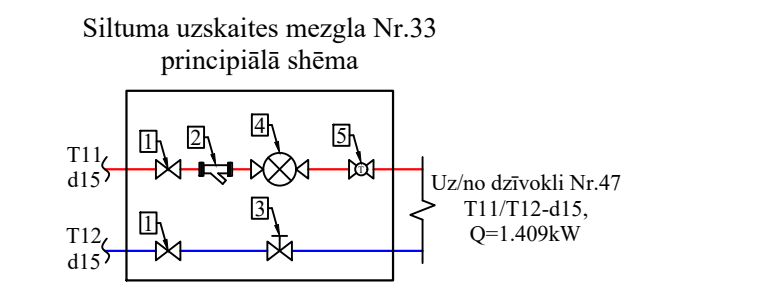 Siltuma uzskaites mezgla Nr.33
principiālā shēma
1
2
4
5
T11
d15
Uz/no dzīvokli Nr.47
T11/T12-d15,
Q=1.409kW
1
3
T12
d15
T